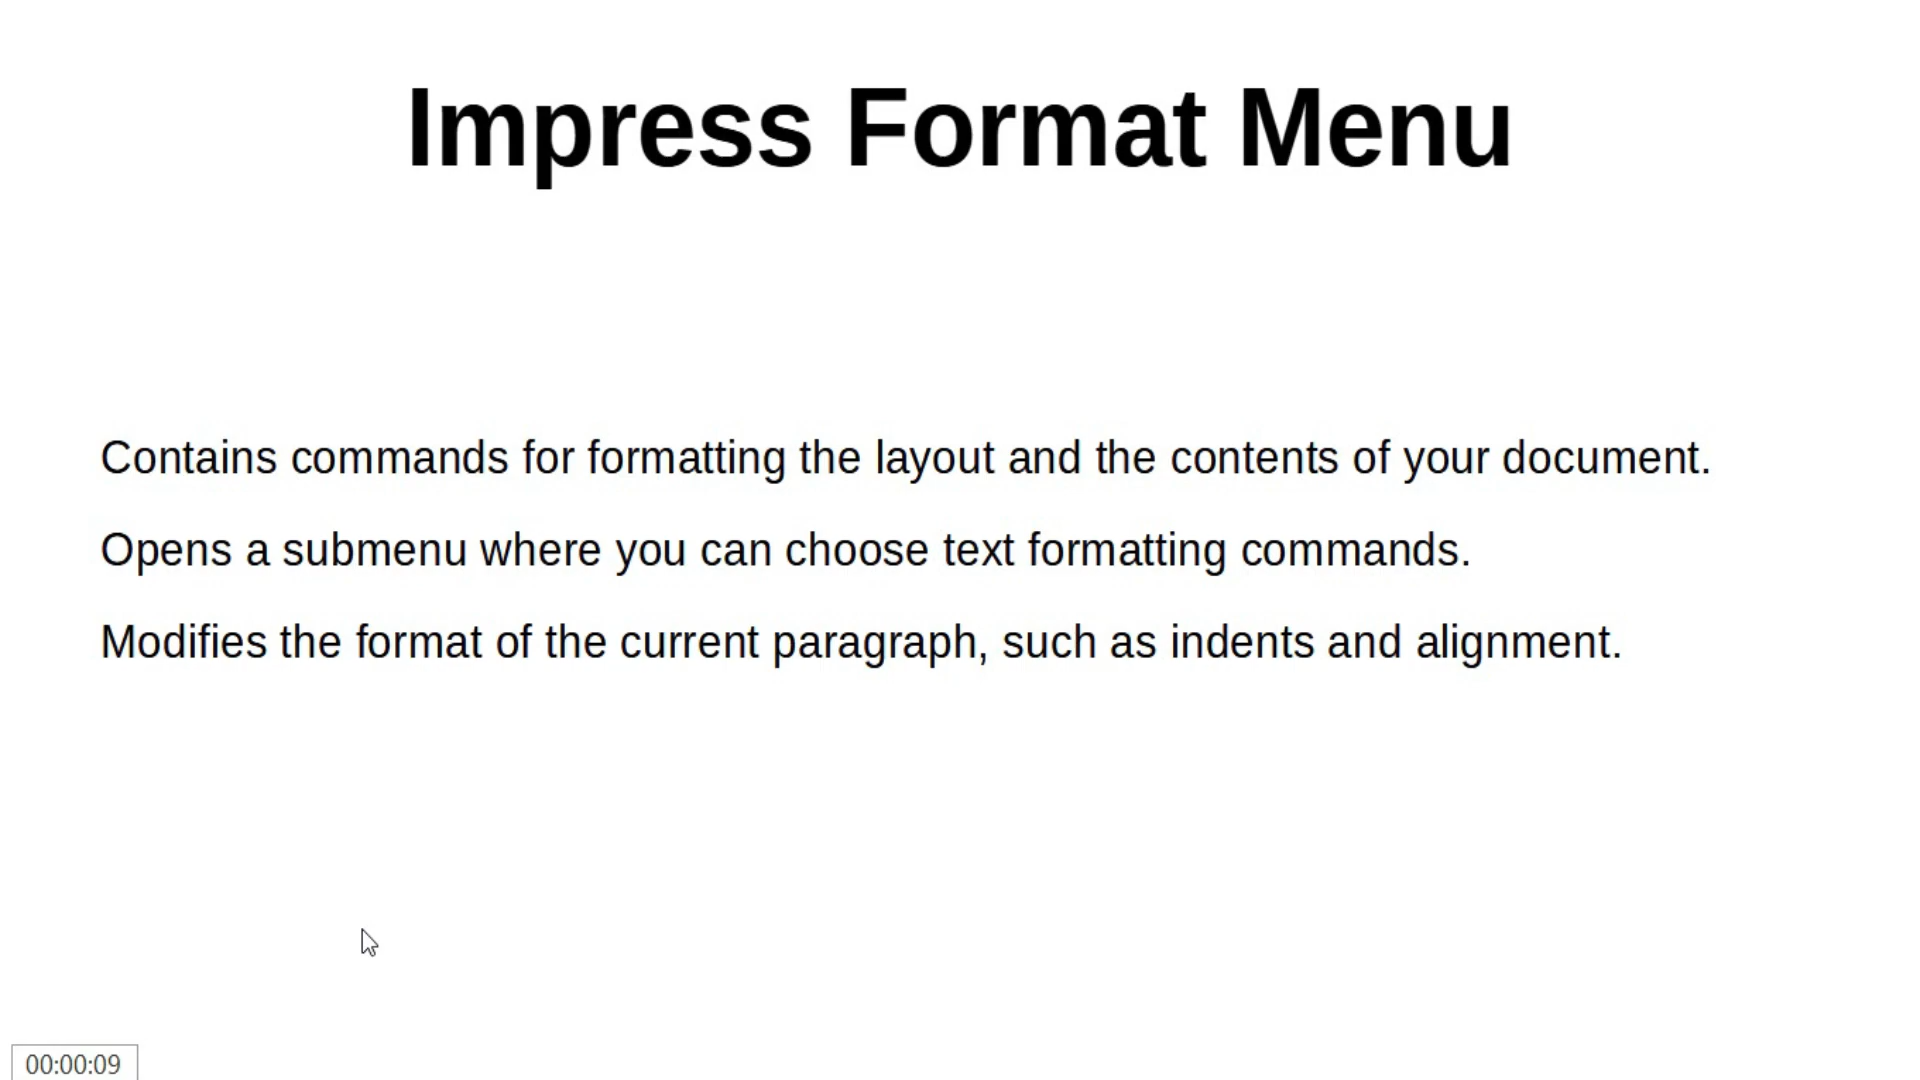 Impress Format Menu
Contains commands for formatting the layout and the contents of your document.
Opens a submenu where you can choose text formatting commands.
Modifies the format of the current paragraph, such as indents and alignment.
00:00:09